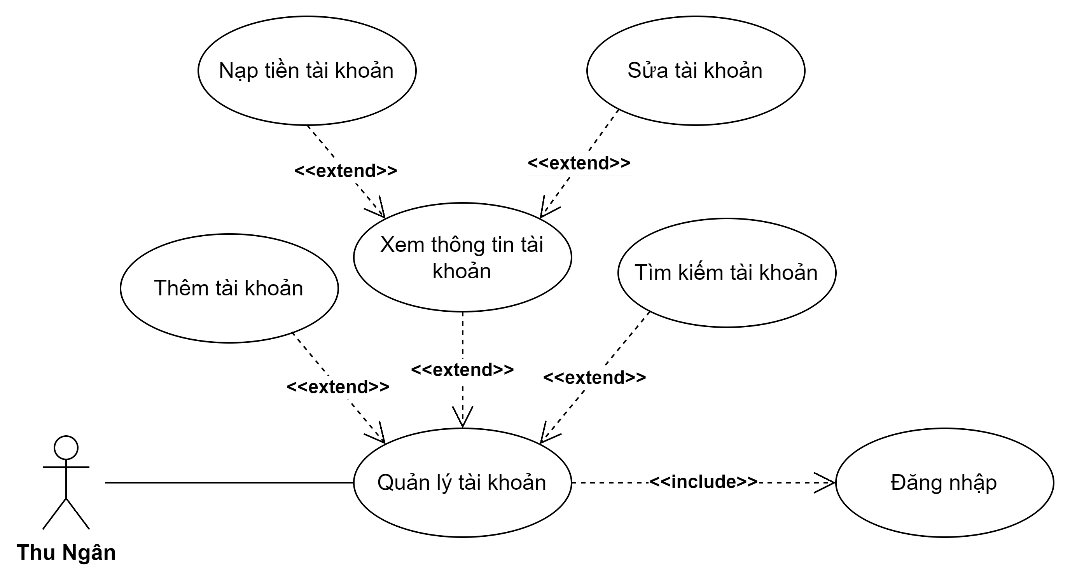 Nạp tiền tài khoản
Sửa tài khoản
<<extend>>
<<extend>>
Xem thông tin tài
khoản
Thêm tài khoản
Tìm kiếm tài khoản
<<extend>>
<<extend>>
<<extend>>
Quản lý tài khoản
<<include>>
Đăng nhập
Thu Ngân